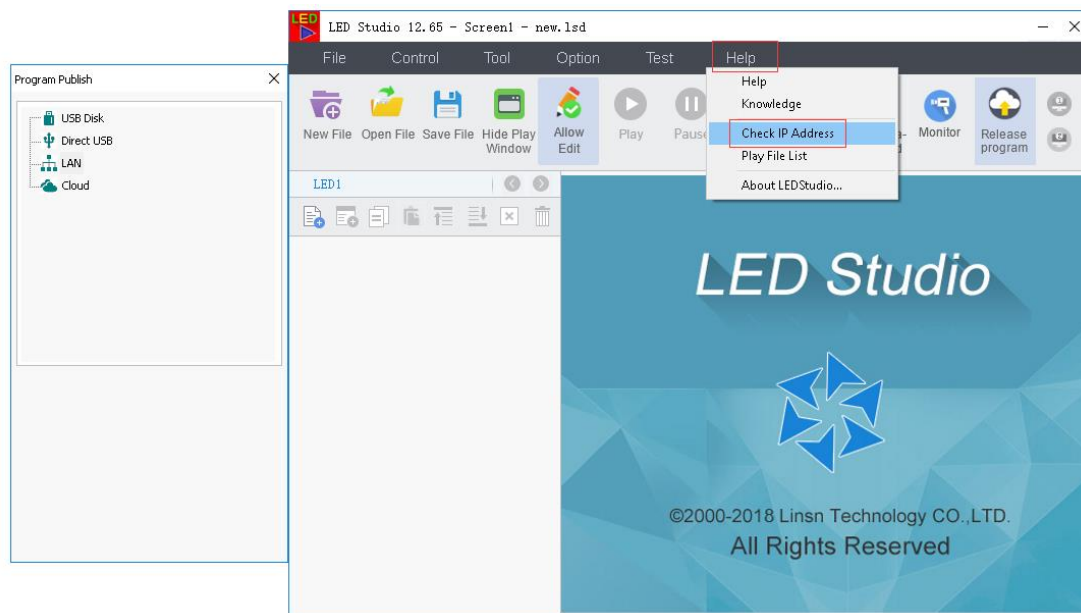 LED
LED Studio 12.65 - Screen1 - new.lsd
File Control Tool Option Test Help
Program Publish
USB Disk
Direct USB
LAN
Cloud
New File Open File Save File Hide Play Window Allow Edit Play Pause Monitor Release program
Help
Knowledge
Check IP Address
Play File List
About LEDStudio...
LED1
LED Studio
©2000-2018 Linsn Technology CO.,LTD.
All Rights Reserved